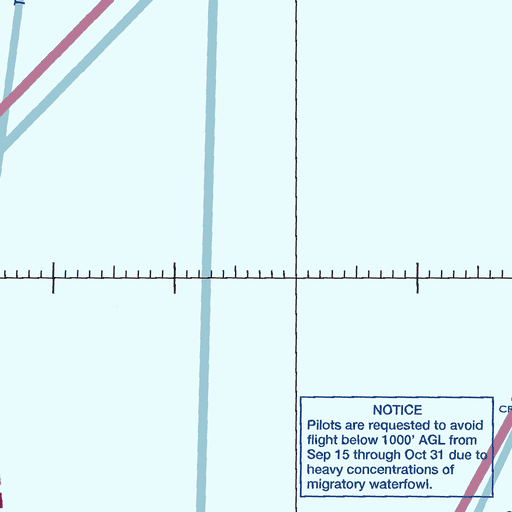 NOTICE
Pilots are requested to avoid
flight below 1000' AGL from
Sep 15 through Oct 31 due to
heavy concentrations of
migratory waterfowl.